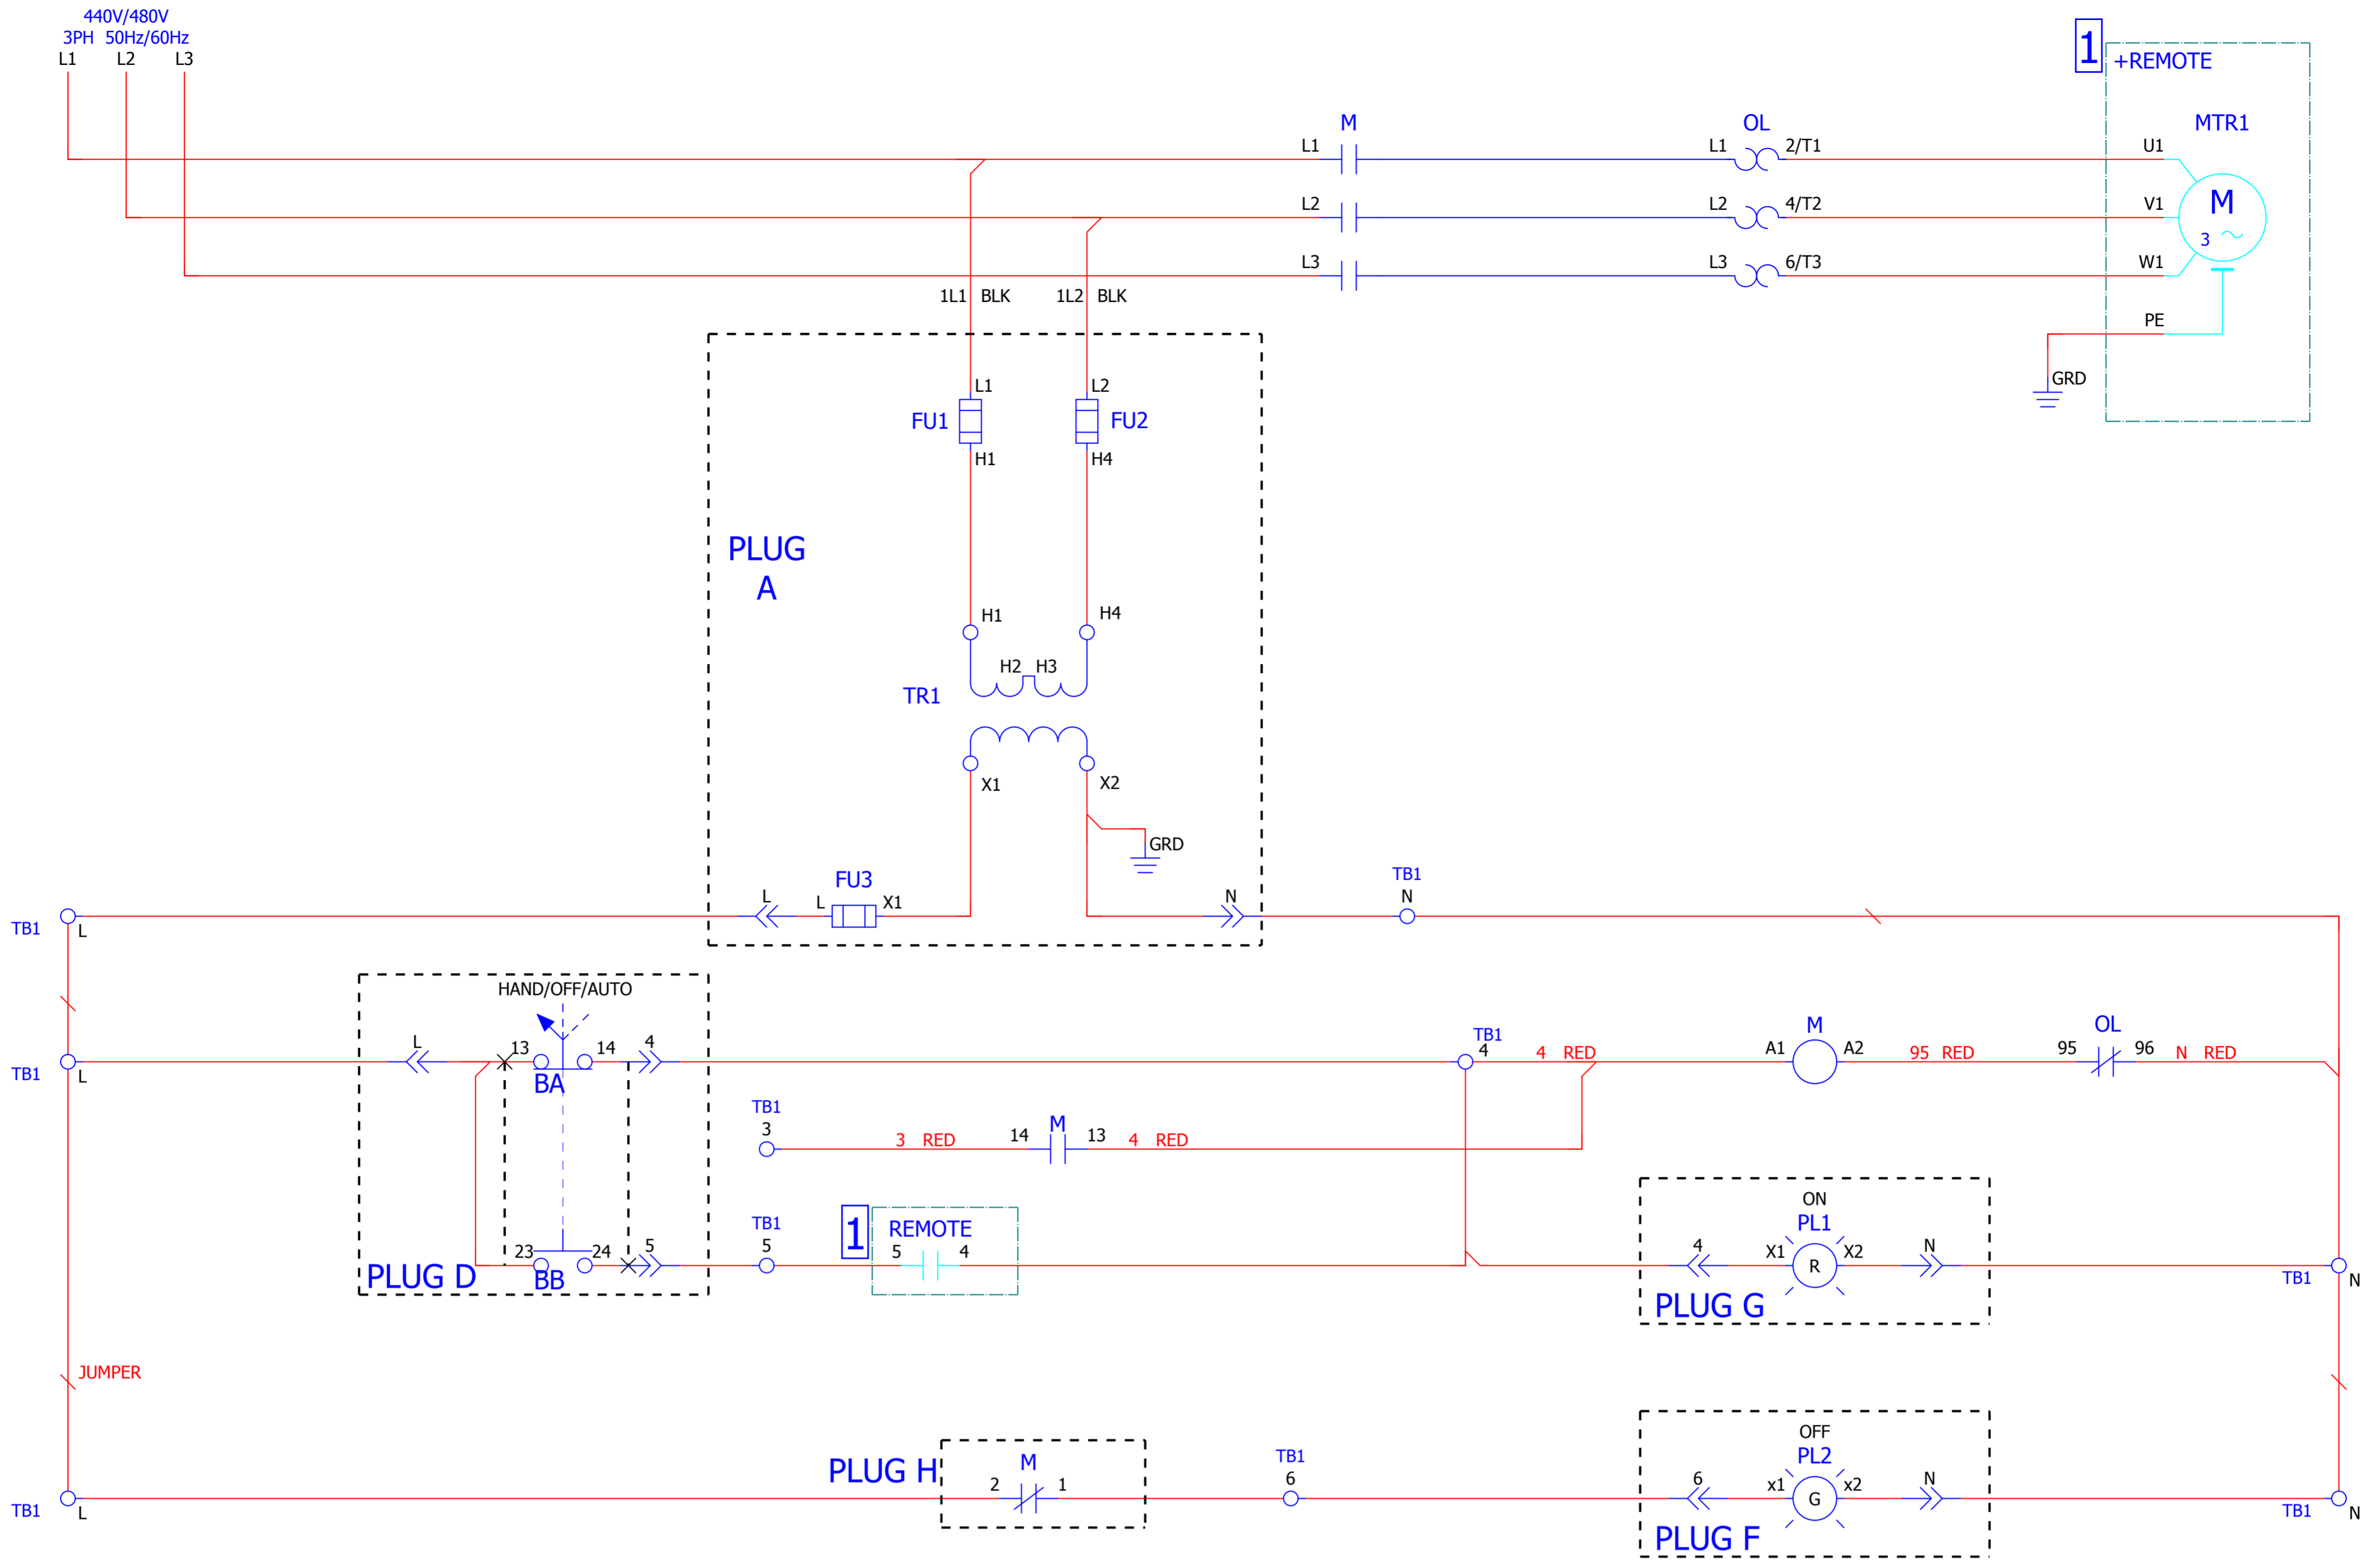 440V/480V
3PH 50Hz/60Hz
L1 L2 L3
1
+REMOTE
M OL MTR1
L1 L1 2/T1 U1
M
3
L2 L2 4/T2 V1
L3 L3 6/T3 W1
1L1 BLK 1L2 BLK
PE
GRD
L1 L2
FU1 FU2
H1 H4
PLUG
A
H1 H4
H2 H3
TR1
X1 X2
GRD
FU3
L L X1 N
TB1
N
TB1 L
HAND/OFF/AUTO
L 13 14 4
BA
TB1 L
TB1
4
4 RED
M
A1 A2
95 RED
OL
95 96
N RED
TB1
3
3 RED
M
14 13
4 RED
TB1
5
1
REMOTE
5 4
23 24 5
BB
PLUG D
ON
PL1
4 X1 R X2 N
PLUG G
TB1 N
JUMPER
PLUG H
M
2 1
TB1
6
OFF
PL2
6 x1 G x2 N
PLUG F
TB1 L
TB1 N